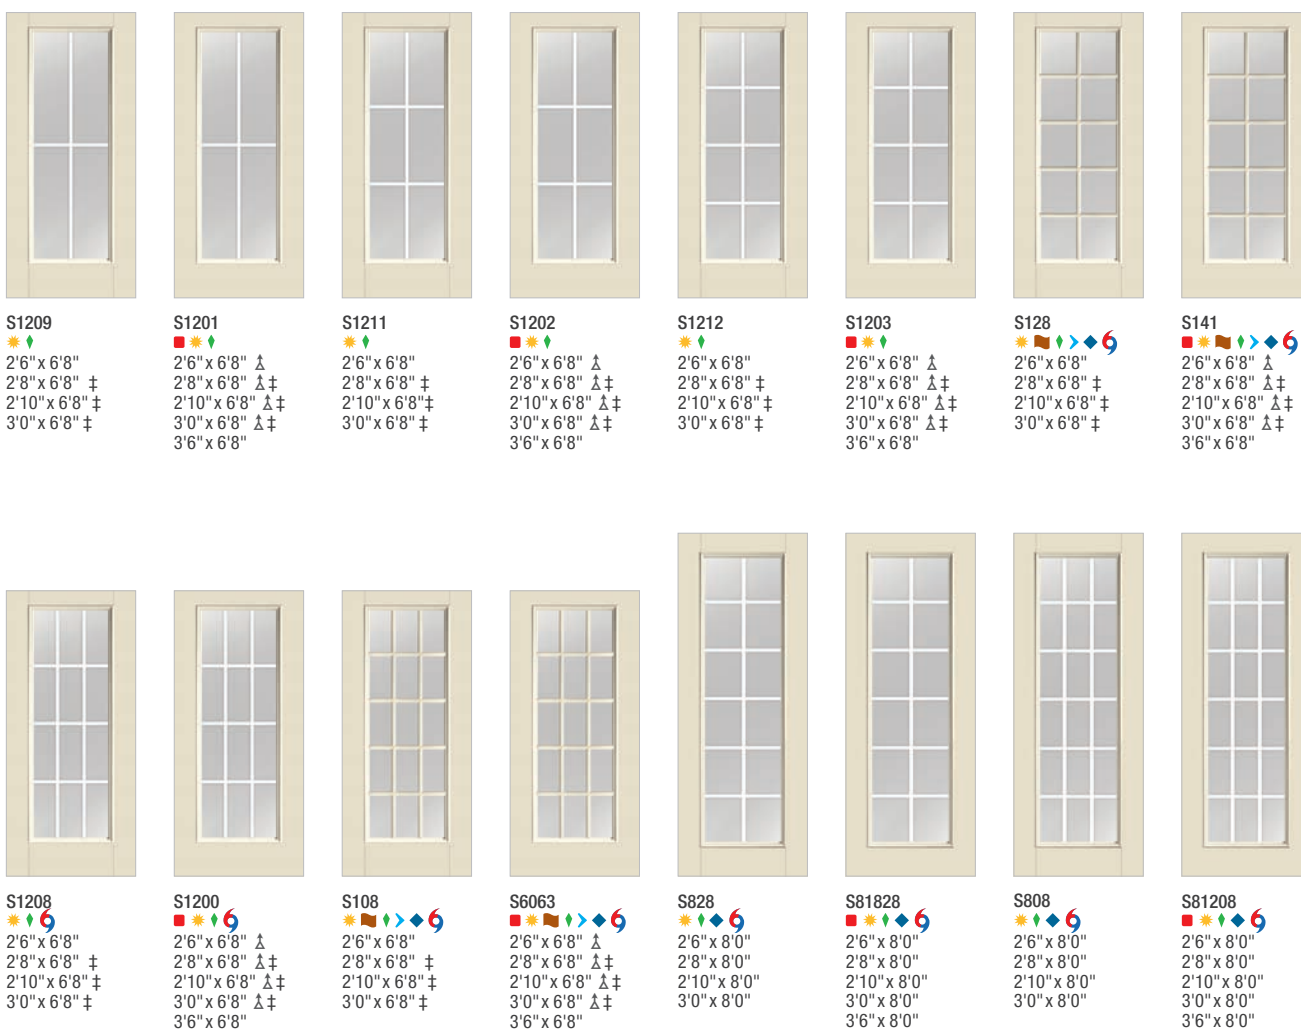 S1209
2'6" x 6'8"
2'8" x 6'8" ‡
2'10" x 6'8" ‡
3'0" x 6'8" ‡
S1201
2'6" x 6'8"
2'8" x 6'8" ‡
2'10" x 6'8" ‡
3'0" x 6'8" ‡
3'6" x 6'8"
S1211
2'6" x 6'8"
2'8" x 6'8" ‡
2'10" x 6'8" ‡
3'0" x 6'8" ‡
S1202
2'6" x 6'8"
2'8" x 6'8" ‡
2'10" x 6'8" ‡
3'0" x 6'8" ‡
3'6" x 6'8"
S1212
2'6" x 6'8"
2'8" x 6'8" ‡
2'10" x 6'8" ‡
3'0" x 6'8" ‡
S1203
2'6" x 6'8"
2'8" x 6'8" ‡
2'10" x 6'8" ‡
3'0" x 6'8" ‡
3'6" x 6'8"
S128
2'6" x 6'8"
2'8" x 6'8" ‡
2'10" x 6'8" ‡
3'0" x 6'8" ‡
S141
2'6" x 6'8"
2'8" x 6'8" ‡
2'10" x 6'8" ‡
3'0" x 6'8" ‡
3'6" x 6'8"
S1208
2'6" x 6'8"
2'8" x 6'8" ‡
2'10" x 6'8" ‡
3'0" x 6'8" ‡
S1200
2'6" x 6'8"
2'8" x 6'8" ‡
2'10" x 6'8" ‡
3'0" x 6'8" ‡
3'6" x 6'8"
S108
2'6" x 6'8"
2'8" x 6'8" ‡
2'10" x 6'8" ‡
3'0" x 6'8" ‡
S6063
2'6" x 6'8"
2'8" x 6'8" ‡
2'10" x 6'8" ‡
3'0" x 6'8" ‡
3'6" x 6'8"
S828
2'6" x 8'0"
2'8" x 8'0"
2'10" x 8'0"
3'0" x 8'0"
S81828
2'6" x 8'0"
2'8" x 8'0"
2'10" x 8'0"
3'0" x 8'0"
3'6" x 8'0"
S808
2'6" x 8'0"
2'8" x 8'0"
2'10" x 8'0"
3'0" x 8'0"
S81208
2'6" x 8'0"
2'8" x 8'0"
2'10" x 8'0"
3'0" x 8'0"
3'6" x 8'0"